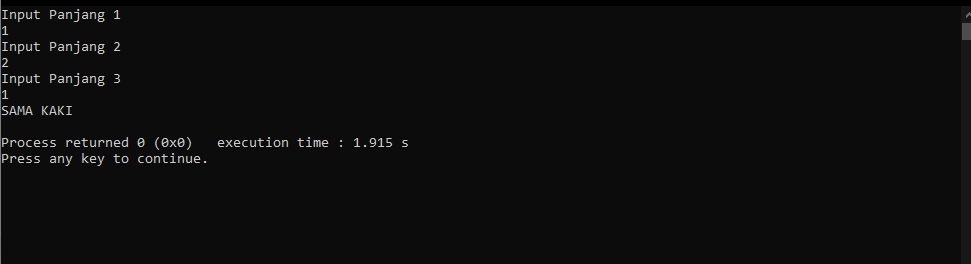 Input Panjang 1
1
Input Panjang 2
2
Input Panjang 3
1
SAMA KAKI
Process returned 0 (0x0)   execution time : 1.915 s
Press any key to continue.